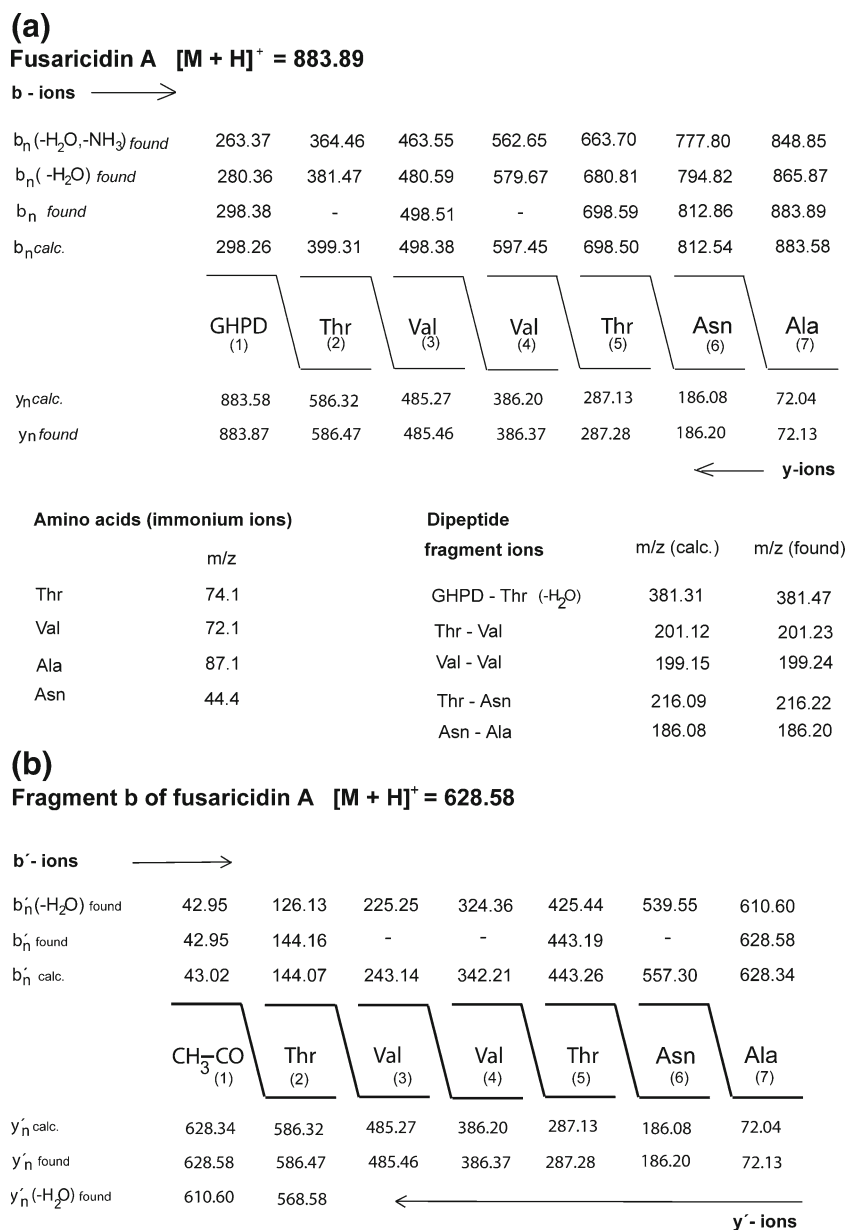 (a)
Fusaricidin A [M + H]⁺ = 883.89
b - ions
bn(-H2O,-NH3) found 263.37 364.46 463.55 562.65 663.70 777.80 848.85
bn( -H2O) found 280.36 381.47 480.59 579.67 680.81 794.82 865.87
bn found 298.38 - 498.51 - 698.59 812.86 883.89
bn calc. 298.26 399.31 498.38 597.45 698.50 812.54 883.58
GHPD Thr Val Val Thr Asn Ala
(1) (2) (3) (4) (5) (6) (7)
yn calc. 883.58 586.32 485.27 386.20 287.13 186.08 72.04
yn found 883.87 586.47 485.46 386.37 287.28 186.20 72.13
y-ions
Amino acids (immonium ions)
m/z
Thr 74.1
Val 72.1
Ala 87.1
Asn 44.4
Dipeptide
fragment ions m/z (calc.) m/z (found)
GHPD - Thr (-H2O) 381.31 381.47
Thr - Val 201.12 201.23
Val - Val 199.15 199.24
Thr - Asn 216.09 216.22
Asn - Ala 186.08 186.20
(b)
Fragment b of fusaricidin A [M + H]⁺ = 628.58
b´- ions
b´n(-H2O) found 42.95 126.13 225.25 324.36 425.44 539.55 610.60
b´n found 42.95 144.16 - - 443.19 - 628.58
b´n calc. 43.02 144.07 243.14 342.21 443.26 557.30 628.34
CH3–CO Thr Val Val Thr Asn Ala
(1) (2) (3) (4) (5) (6) (7)
y´n calc. 628.34 586.32 485.27 386.20 287.13 186.08 72.04
y´n found 628.58 586.47 485.46 386.37 287.28 186.20 72.13
y´n (-H2O) found 610.60 568.58
y´- ions